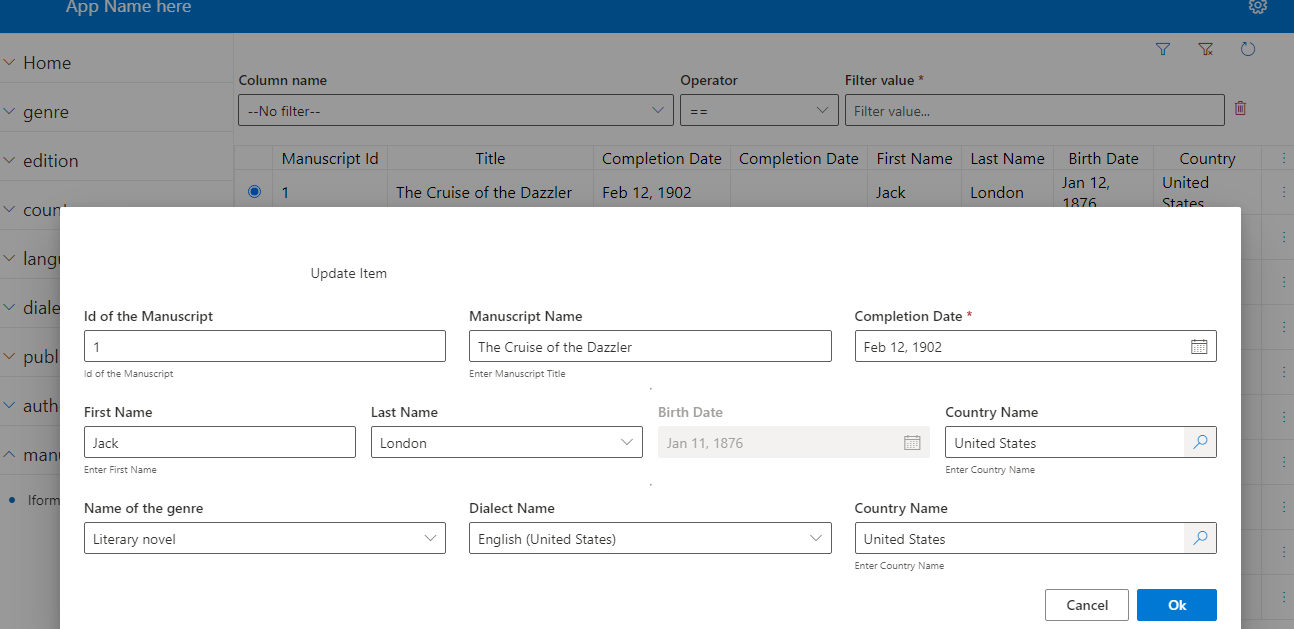 App Name here
Home
genre
edition
coun
langu
diale
publ
auth
manu
Iform
Column name
Operator
Filter value *
--No filter--
==
Filter value...
Manuscript Id Title Completion Date Completion Date First Name Last Name Birth Date Country
1 The Cruise of the Dazzler Feb 12, 1902 Jack London Jan 12, 1876 United States
Update Item
Id of the Manuscript
Manuscript Name
Completion Date *
1
The Cruise of the Dazzler
Feb 12, 1902
Id of the Manuscript
Enter Manuscript Title
First Name
Last Name
Birth Date
Country Name
Jack
London
Jan 11, 1876
United States
Enter First Name
Enter Country Name
Name of the genre
Dialect Name
Country Name
Literary novel
English (United States)
United States
Enter Country Name
Cancel
Ok